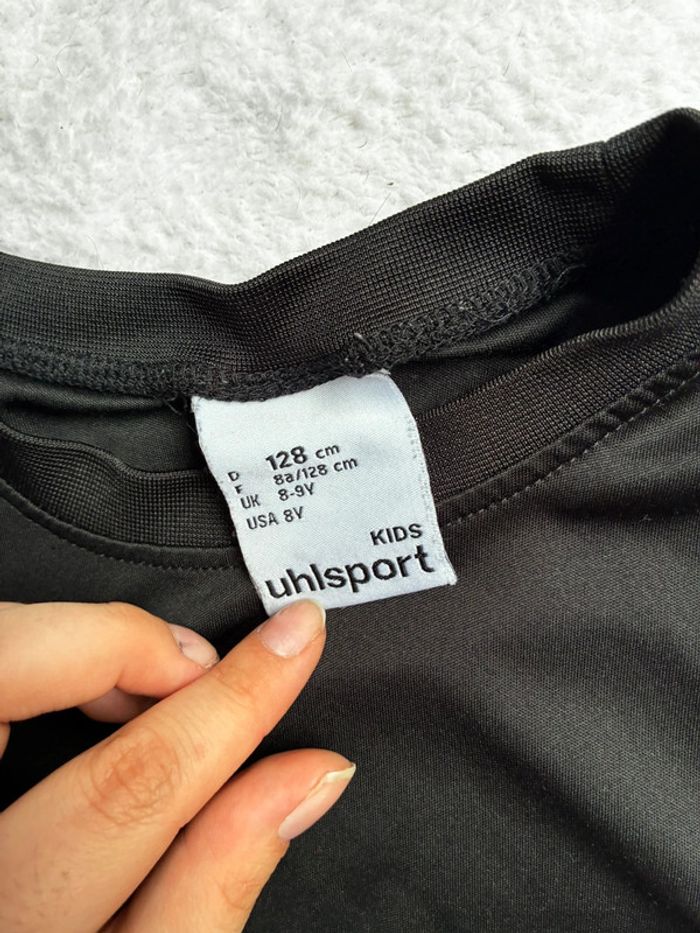 D 128 cm
F 8a/128 cm
UK 8-9Y
USA 8Y
KIDS
uhlsport